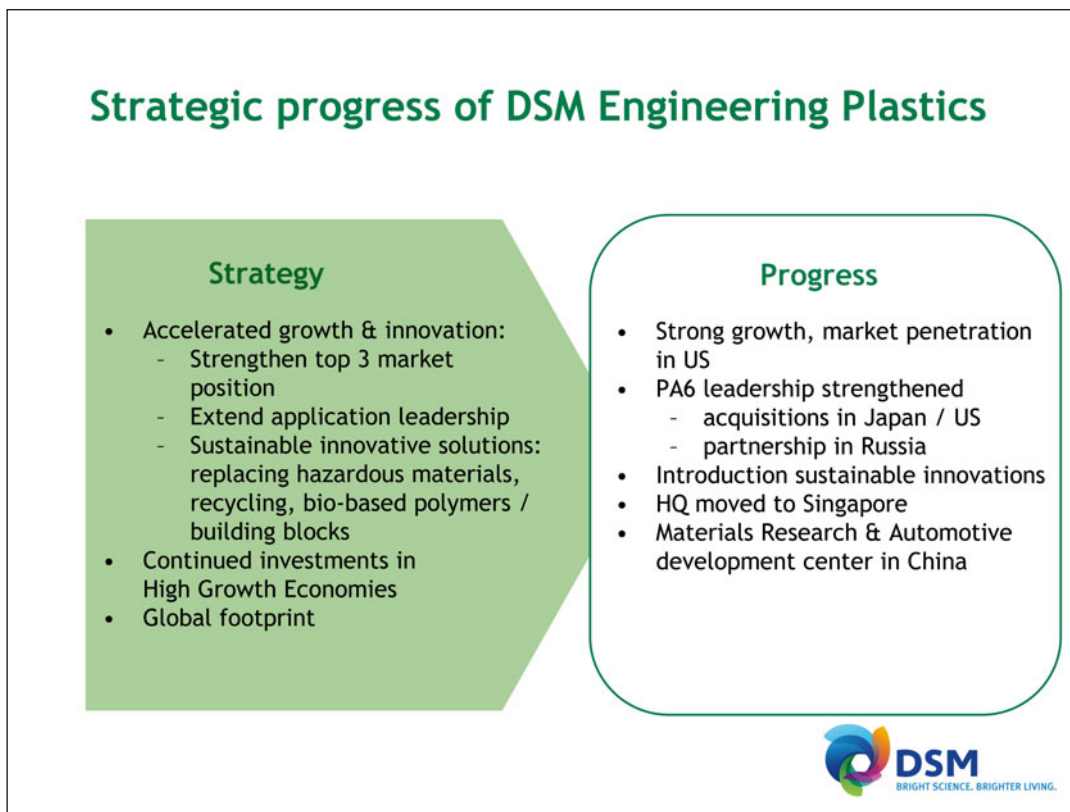 Strategic progress of DSM Engineering Plastics
Strategy
• Accelerated growth & innovation:
– Strengthen top 3 market
position
– Extend application leadership
– Sustainable innovative solutions:
replacing hazardous materials,
recycling, bio-based polymers /
building blocks
• Continued investments in
High Growth Economies
• Global footprint
Progress
• Strong growth, market penetration
in US
• PA6 leadership strengthened
– acquisitions in Japan / US
– partnership in Russia
• Introduction sustainable innovations
• HQ moved to Singapore
• Materials Research & Automotive
development center in China
DSM
BRIGHT SCIENCE. BRIGHTER LIVING.